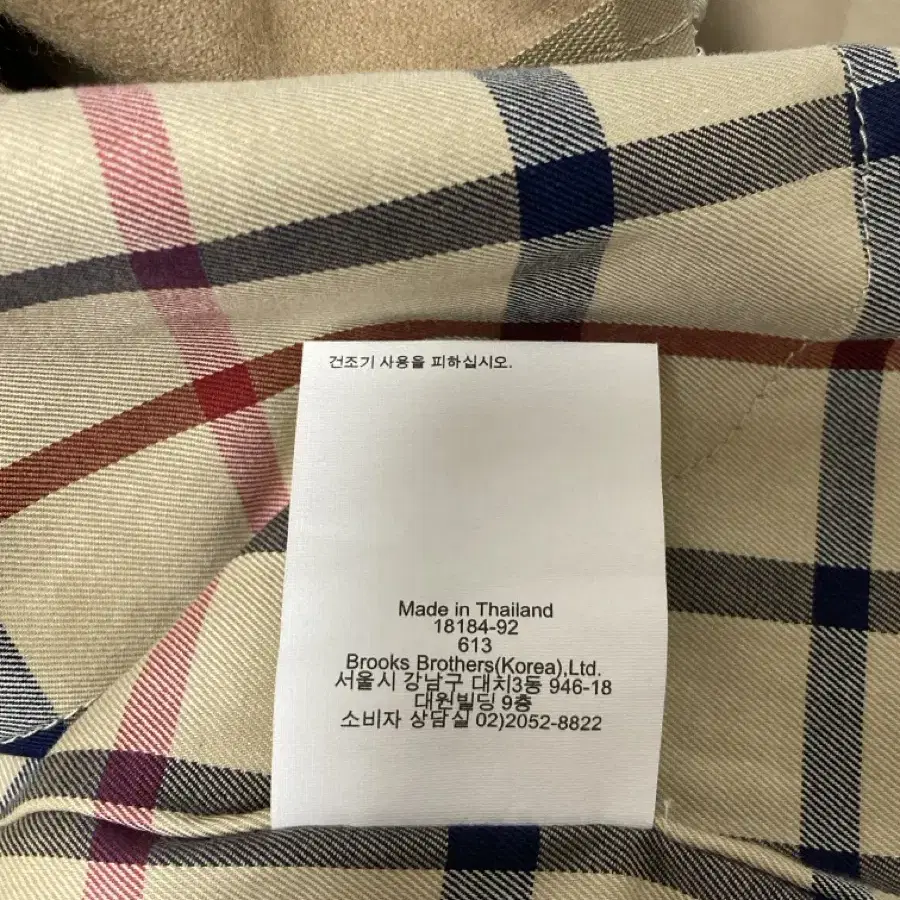 건조기 사용을 피하십시오.
Made in Thailand
18184-92
613
Brooks Brothers(Korea),Ltd.
서울시 강남구 대치3동 946-18
대원빌딩 9층
소비자 상담실 02)2052-8822